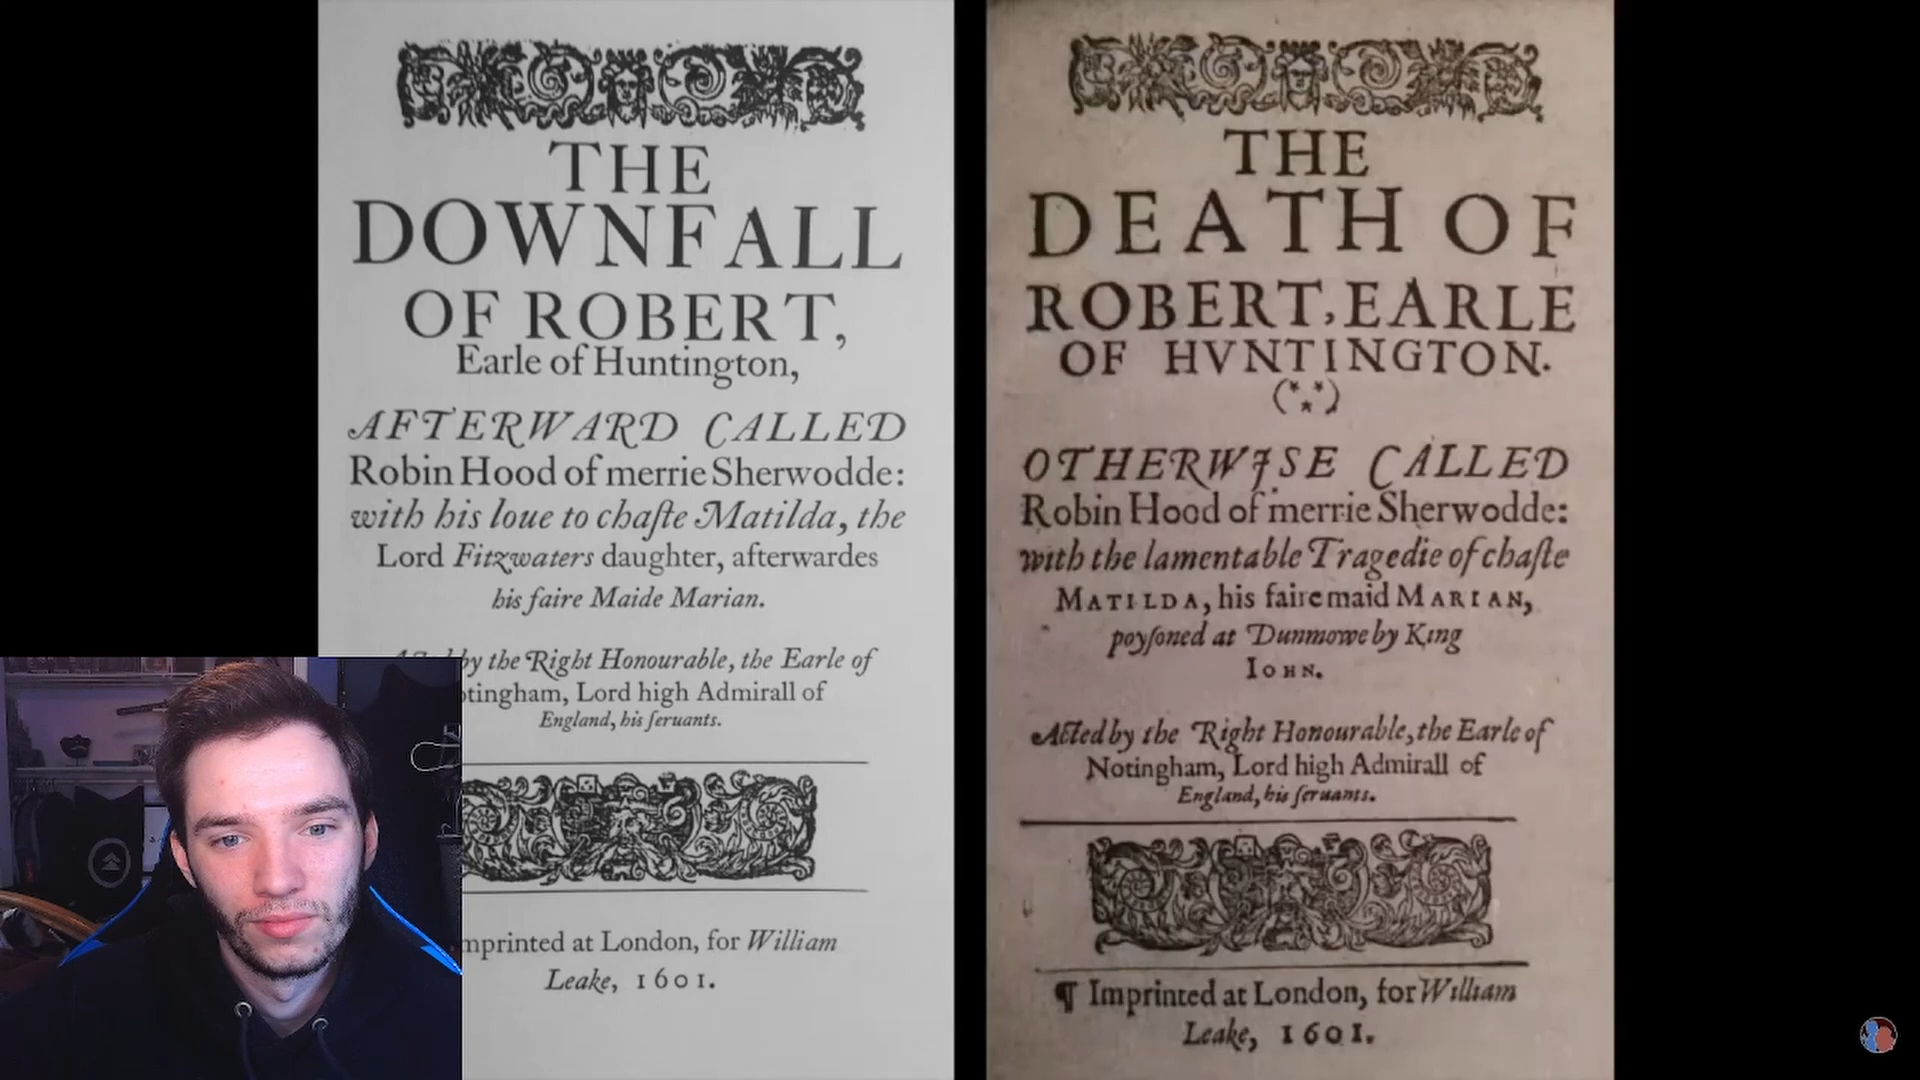 THE
DOWNFALL
OF ROBERT,
Earle of Huntington,
AFTERWARD CALLED
Robin Hood of merrie Sherwodde:
with his loue to chaſte Matilda, the
Lord Fitzwaters daughter, afterwardes
his faire Maide Marian.
by the Right Honourable, the Earle of
otingham, Lord high Admirall of
England, his ſeruants.
mprinted at London, for William
Leake, 1601.
THE
DEATH OF
ROBERT, EARLE
OF HVNTINGTON.
(***)
OTHERWISE CALLED
Robin Hood of merrie Sherwodde:
with the lamentable Tragedie of chaſte
MATILDA, his faire maid MARIAN,
poyſoned at Dunmowe by King
IOHN.
Acted by the Right Honourable, the Earle of
Notingham, Lord high Admirall of
England, his ſeruants.
¶ Imprinted at London, for William
Leake, 1601.